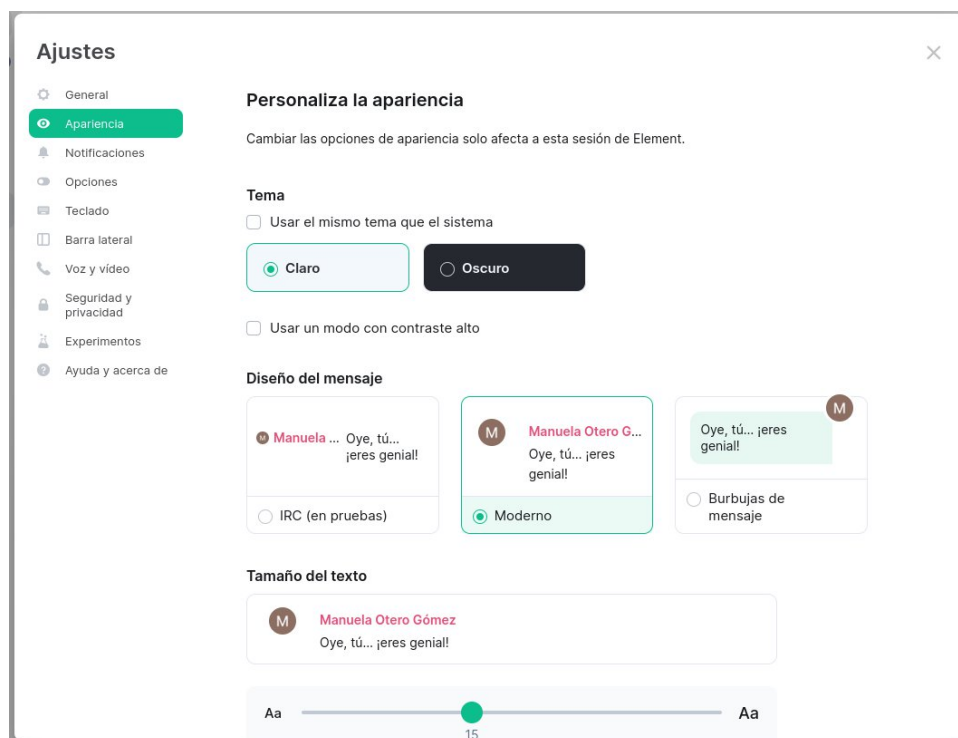 Ajustes
General
Apariencia
Notificaciones
Opciones
Teclado
Barra lateral
Voz y vídeo
Seguridad y
privacidad
Experimentos
Ayuda y acerca de
Personaliza la apariencia
Cambiar las opciones de apariencia solo afecta a esta sesión de Element.
Tema
Usar el mismo tema que el sistema
Claro
Oscuro
Usar un modo con contraste alto
Diseño del mensaje
M Manuela ... Oye, tú... ¡eres
¡eres genial!
IRC (en pruebas)
M
Manuela Otero G...
Oye, tú... ¡eres
genial!
Moderno
M
Oye, tú... ¡eres
genial!
Burbujas de
mensaje
Tamaño del texto
M
Manuela Otero Gómez
Oye, tú... ¡eres genial!
Aa
Aa
15